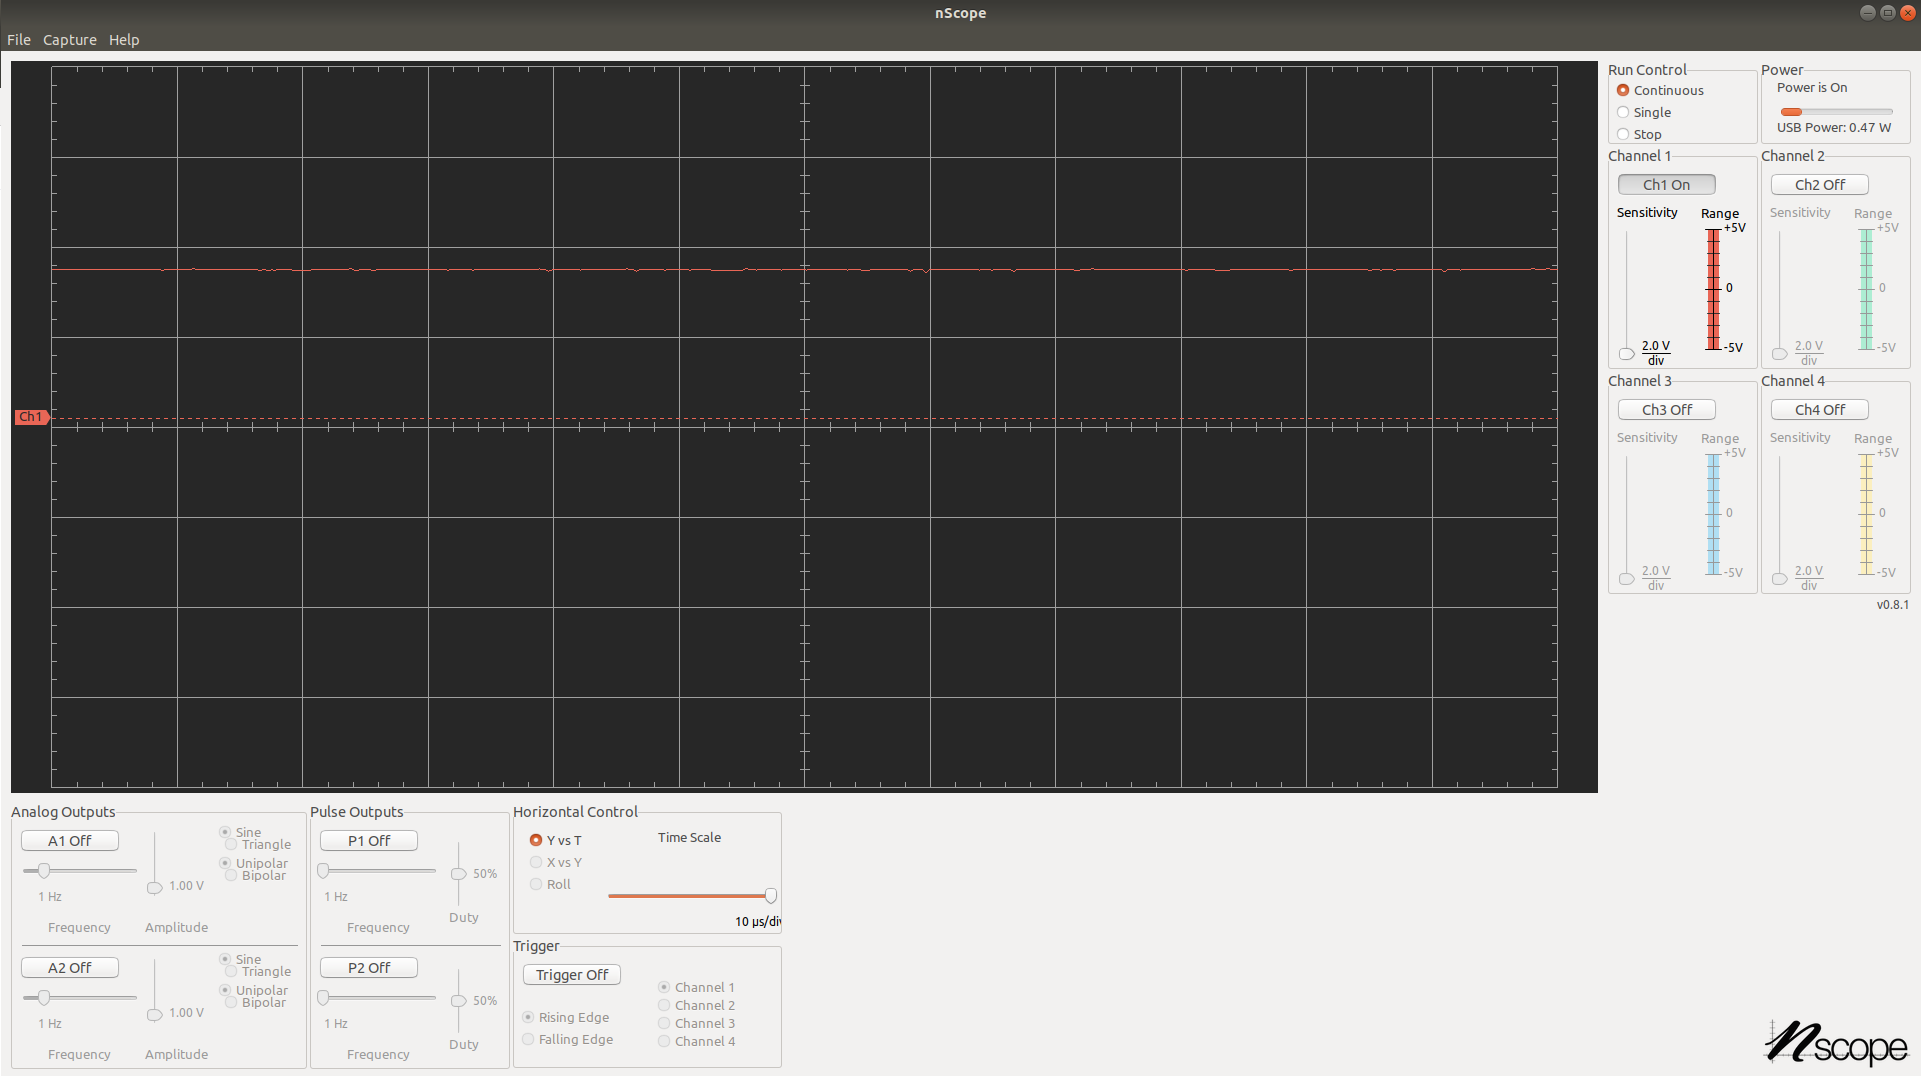 nScope
File Capture Help
Ch1
Run Control
Continuous
Single
Stop
Power
Power is On
USB Power: 0.47 W
Channel 1
Ch1 On
Sensitivity Range
+5V
0
2.0 V
div
-5V
Channel 2
Ch2 Off
Sensitivity Range
+5V
0
2.0 V
div
-5V
Channel 3
Ch3 Off
Sensitivity Range
+5V
0
2.0 V
div
-5V
Channel 4
Ch4 Off
Sensitivity Range
+5V
0
2.0 V
div
-5V
v0.8.1
Analog Outputs
A1 Off
Sine
Triangle
Unipolar
Bipolar
1.00 V
1 Hz
Frequency Amplitude
A2 Off
Sine
Triangle
Unipolar
Bipolar
1.00 V
1 Hz
Frequency Amplitude
Pulse Outputs
P1 Off
50%
1 Hz
Duty
Frequency
P2 Off
50%
1 Hz
Duty
Frequency
Horizontal Control
Y vs T
X vs Y
Roll
Time Scale
10 µs/div
Trigger
Trigger Off
Rising Edge
Falling Edge
Channel 1
Channel 2
Channel 3
Channel 4
nscope